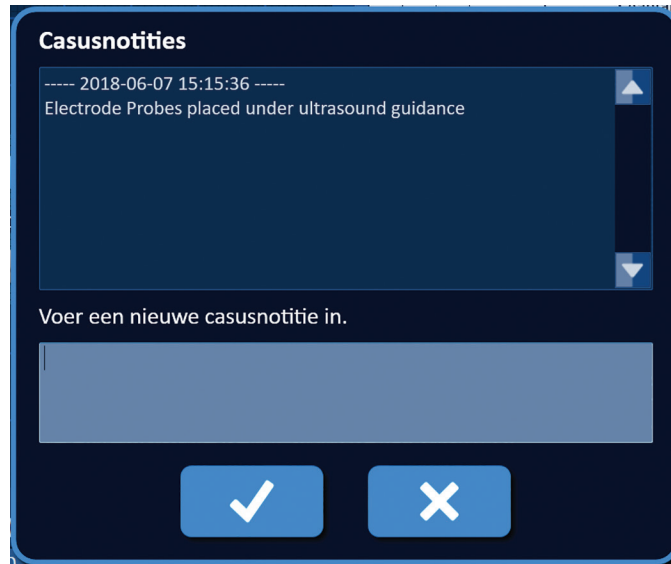 Casusnotities
----- 2018-06-07 15:15:36 -----
Electrode Probes placed under ultrasound guidance
Voer een nieuwe casusnotitie in.